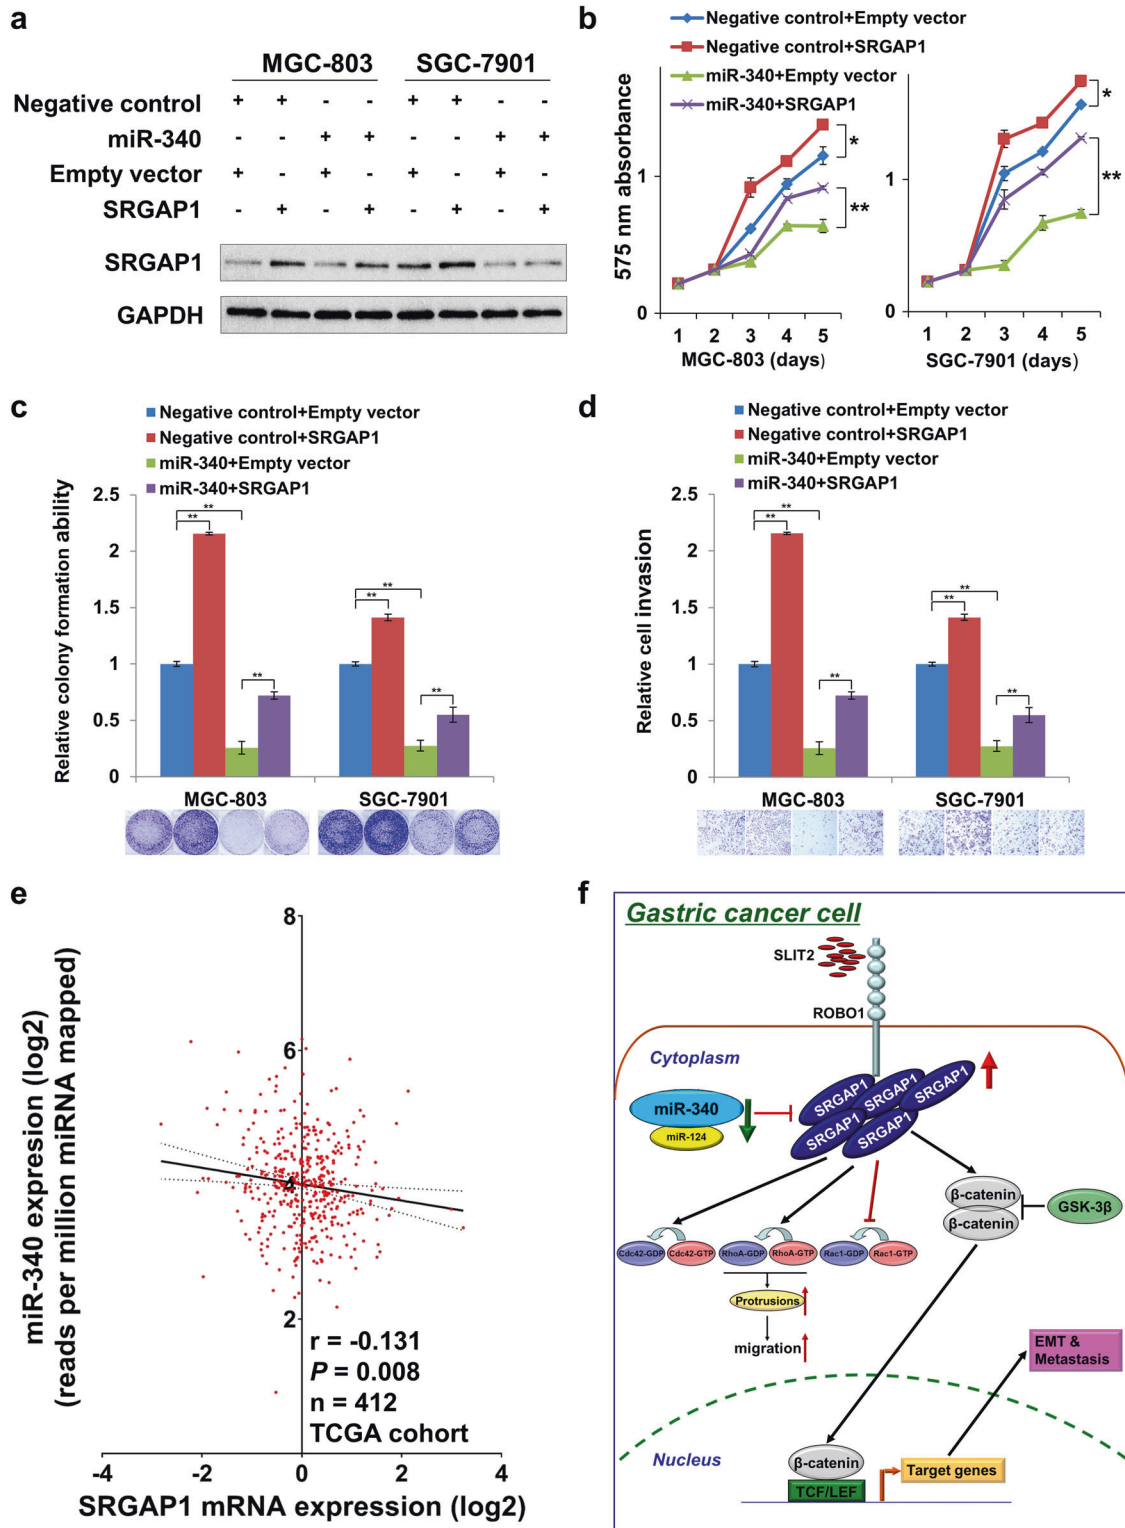 a
MGC-803 SGC-7901
Negative control + + - - + + - -
miR-340 - - + + - - + +
Empty vector + - + - + - + -
SRGAP1 - + - + - + - +
SRGAP1
GAPDH
b
Negative control+Empty vector
Negative control+SRGAP1
miR-340+Empty vector
miR-340+SRGAP1
575 nm absorbance
1
0
*
**
1 2 3 4 5
MGC-803 (days)
1
0
*
**
1 2 3 4 5
SGC-7901 (days)
c
Negative control+Empty vector
Negative control+SRGAP1
miR-340+Empty vector
miR-340+SRGAP1
Relative colony formation ability
2.5
2
1.5
1
0.5
0
**
**
**
**
**
**
MGC-803 SGC-7901
d
Negative control+Empty vector
Negative control+SRGAP1
miR-340+Empty vector
miR-340+SRGAP1
Relative cell invasion
2.5
2
1.5
1
0.5
0
**
**
**
**
**
**
MGC-803 SGC-7901
e
miR-340 expression (log2)
(reads per million miRNA mapped)
8
6
4
2
r = -0.131
P = 0.008
n = 412
TCGA cohort
-4 -2 0 2 4
SRGAP1 mRNA expression (log2)
f
Gastric cancer cell
SLIT2
ROBO1
Cytoplasm
SRGAP1
SRGAP1
SRGAP1
SRGAP1
SRGAP1
miR-340
miR-124
β-catenin
β-catenin
GSK-3β
Cdc42-GDP Cdc42-GTP RhoA-GDP RhoA-GTP Rac1-GDP Rac1-GTP
Protrusions
migration
EMT &
Metastasis
Nucleus
β-catenin
TCF/LEF
Target genes